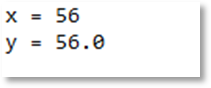 x = 56
y = 56.0